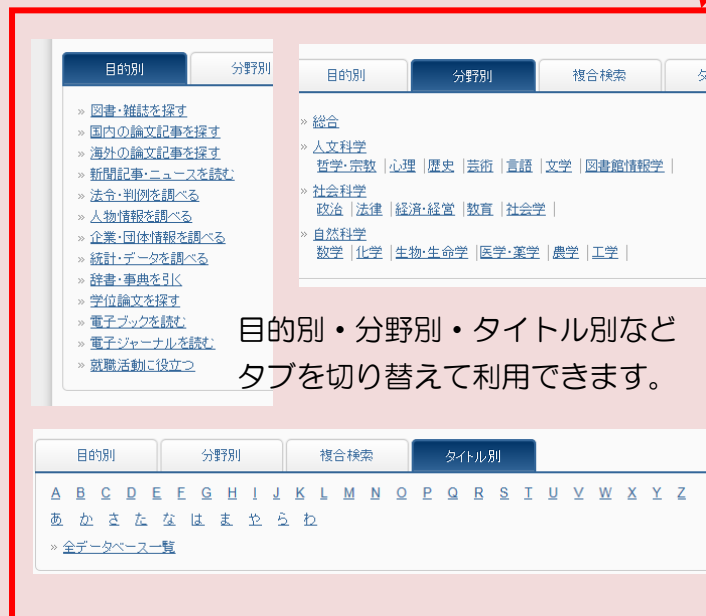 目的別 分野別
» 図書・雑誌を探す
» 国内の論文記事を探す
» 海外の論文記事を探す
» 新聞記事・ニュースを読む
» 法令・判例を調べる
» 人物情報を調べる
» 企業・団体情報を調べる
» 統計・データを調べる
» 辞書・事典を引く
» 学位論文を探す
» 電子ブックを読む
» 電子ジャーナルを読む
» 就職活動に役立つ
目的別 分野別 複合検索
» 総合
» 人文科学
哲学・宗教 | 心理 | 歴史 | 芸術 | 言語 | 文学 | 図書館情報学 |
» 社会科学
政治 | 法律 | 経済・経営 | 教育 | 社会学 |
» 自然科学
数学 | 化学 | 生物・生命学 | 医学・薬学 | 農学 | 工学 |
目的別・分野別・タイトル別など
タブを切り替えて利用できます。
目的別 分野別 複合検索 タイトル別
A B C D E F G H I J K L M N O P Q R S T U V W X Y Z
あ か さ た な は ま や ら わ
» 全データベース一覧